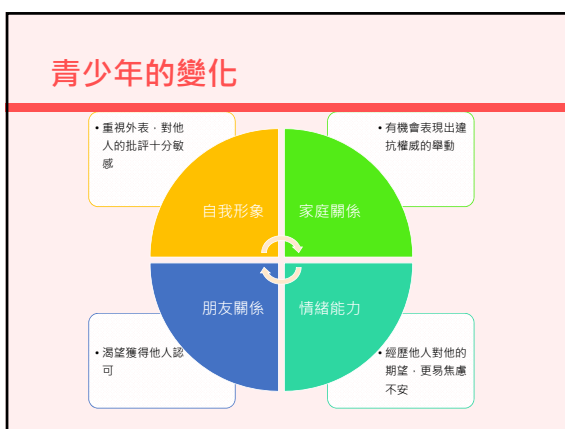 青少年的變化
• 重視外表，對他
人的批評十分敏
感
• 有機會表現出違
抗權威的舉動
自我形象
家庭關係
朋友關係
情緒能力
• 渴望獲得他人認
可
• 經歷他人對他的
期望，更易焦慮
不安